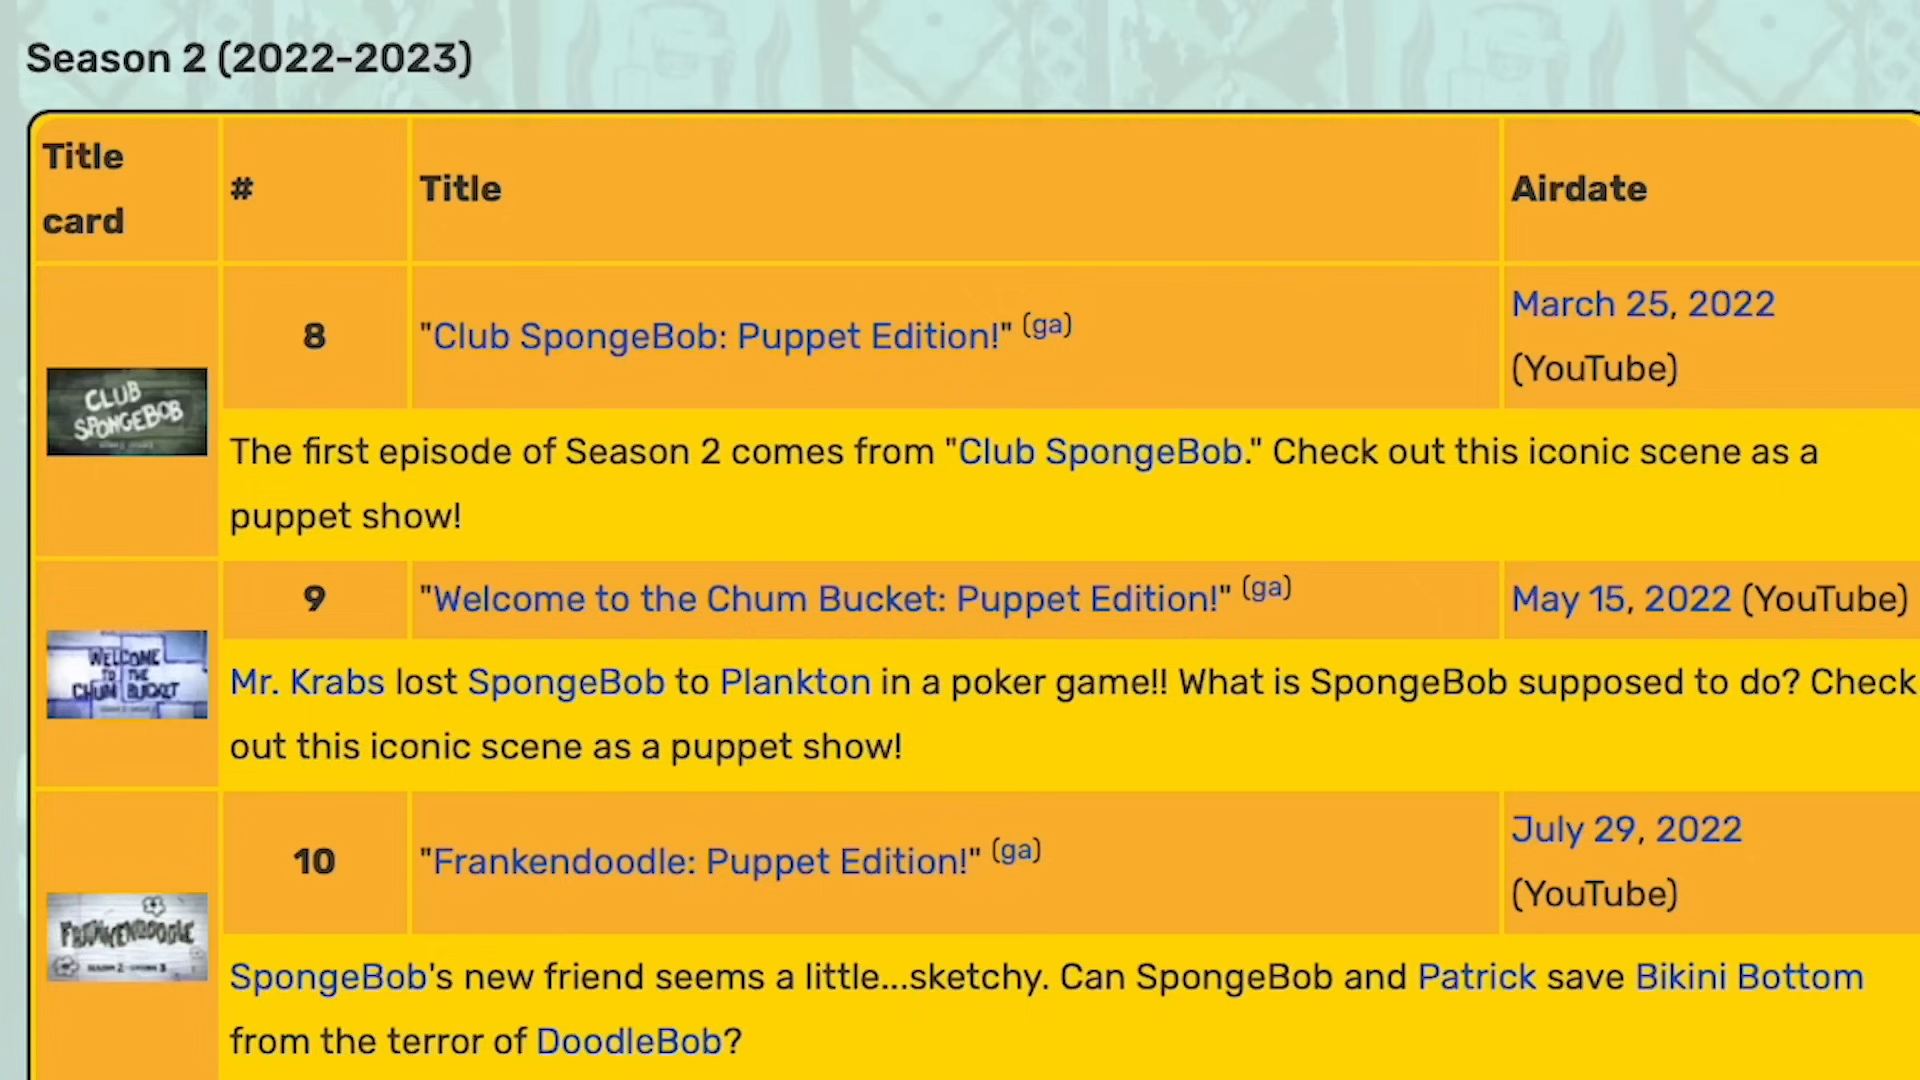 Season 2 (2022-2023)
Title
card
#
Title
Airdate
CLUB
SPONGEBOB
8
"Club SpongeBob: Puppet Edition!" (ga)
March 25, 2022
(YouTube)
The first episode of Season 2 comes from "Club SpongeBob." Check out this iconic scene as a
puppet show!
WELCOME
TO THE
CHUM BUCKET
9
"Welcome to the Chum Bucket: Puppet Edition!" (ga)
May 15, 2022 (YouTube)
Mr. Krabs lost SpongeBob to Plankton in a poker game!! What is SpongeBob supposed to do? Check
out this iconic scene as a puppet show!
FRANKENDOODLE
10
"Frankendoodle: Puppet Edition!" (ga)
July 29, 2022
(YouTube)
SpongeBob's new friend seems a little...sketchy. Can SpongeBob and Patrick save Bikini Bottom
from the terror of DoodleBob?